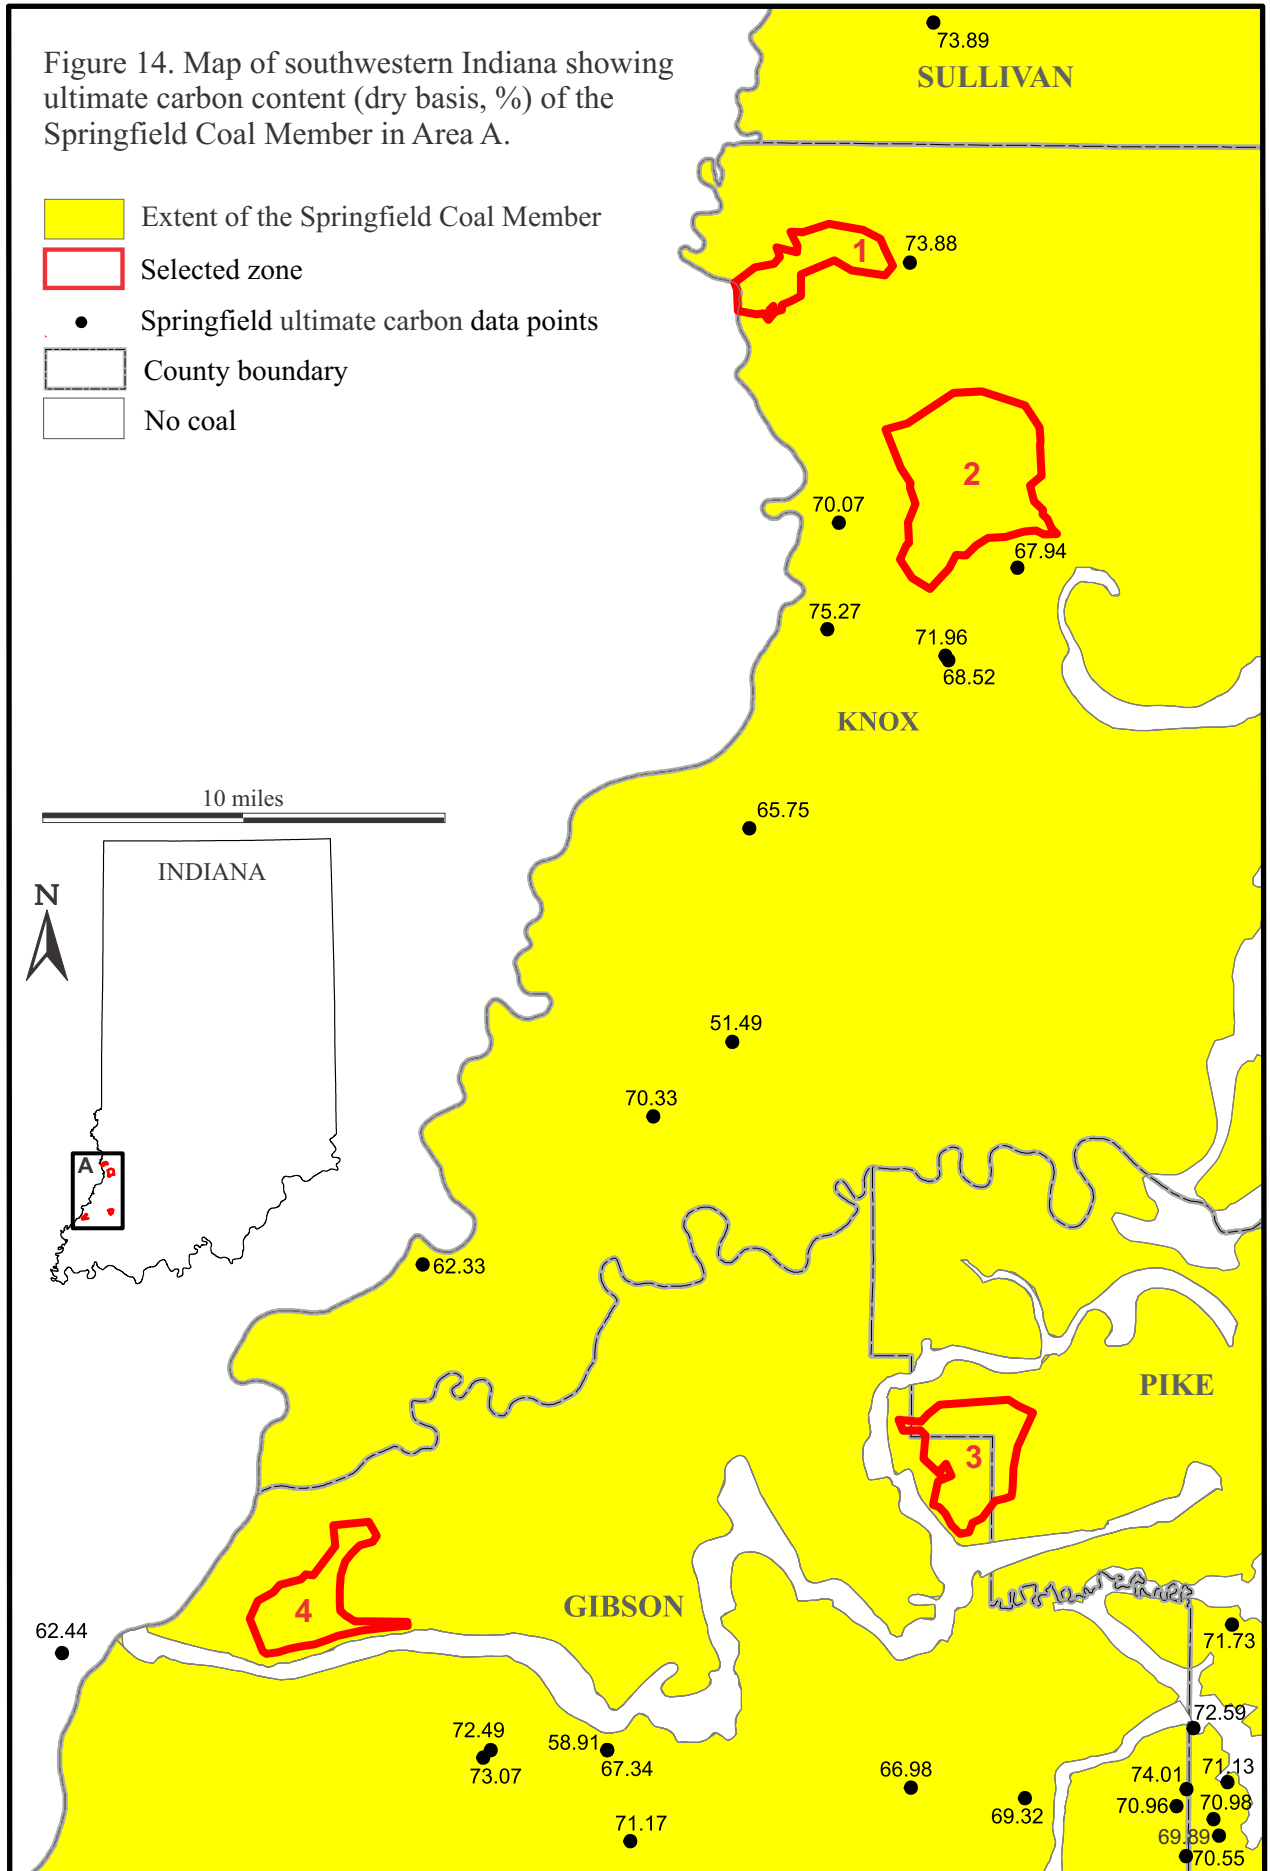 Figure 14. Map of southwestern Indiana showing
ultimate carbon content (dry basis, %) of the
Springfield Coal Member in Area A.
Extent of the Springfield Coal Member
Selected zone
Springfield ultimate carbon data points
County boundary
No coal
73.89
SULLIVAN
1
73.88
2
70.07
67.94
75.27
71.96
68.52
KNOX
10 miles
65.75
INDIANA
N
51.49
70.33
A
62.33
PIKE
3
4
GIBSON
62.44
71.73
72.59
72.49
73.07
58.91
67.34
66.98
69.32
74.01
71.13
70.96
70.98
69.89
70.55
71.17